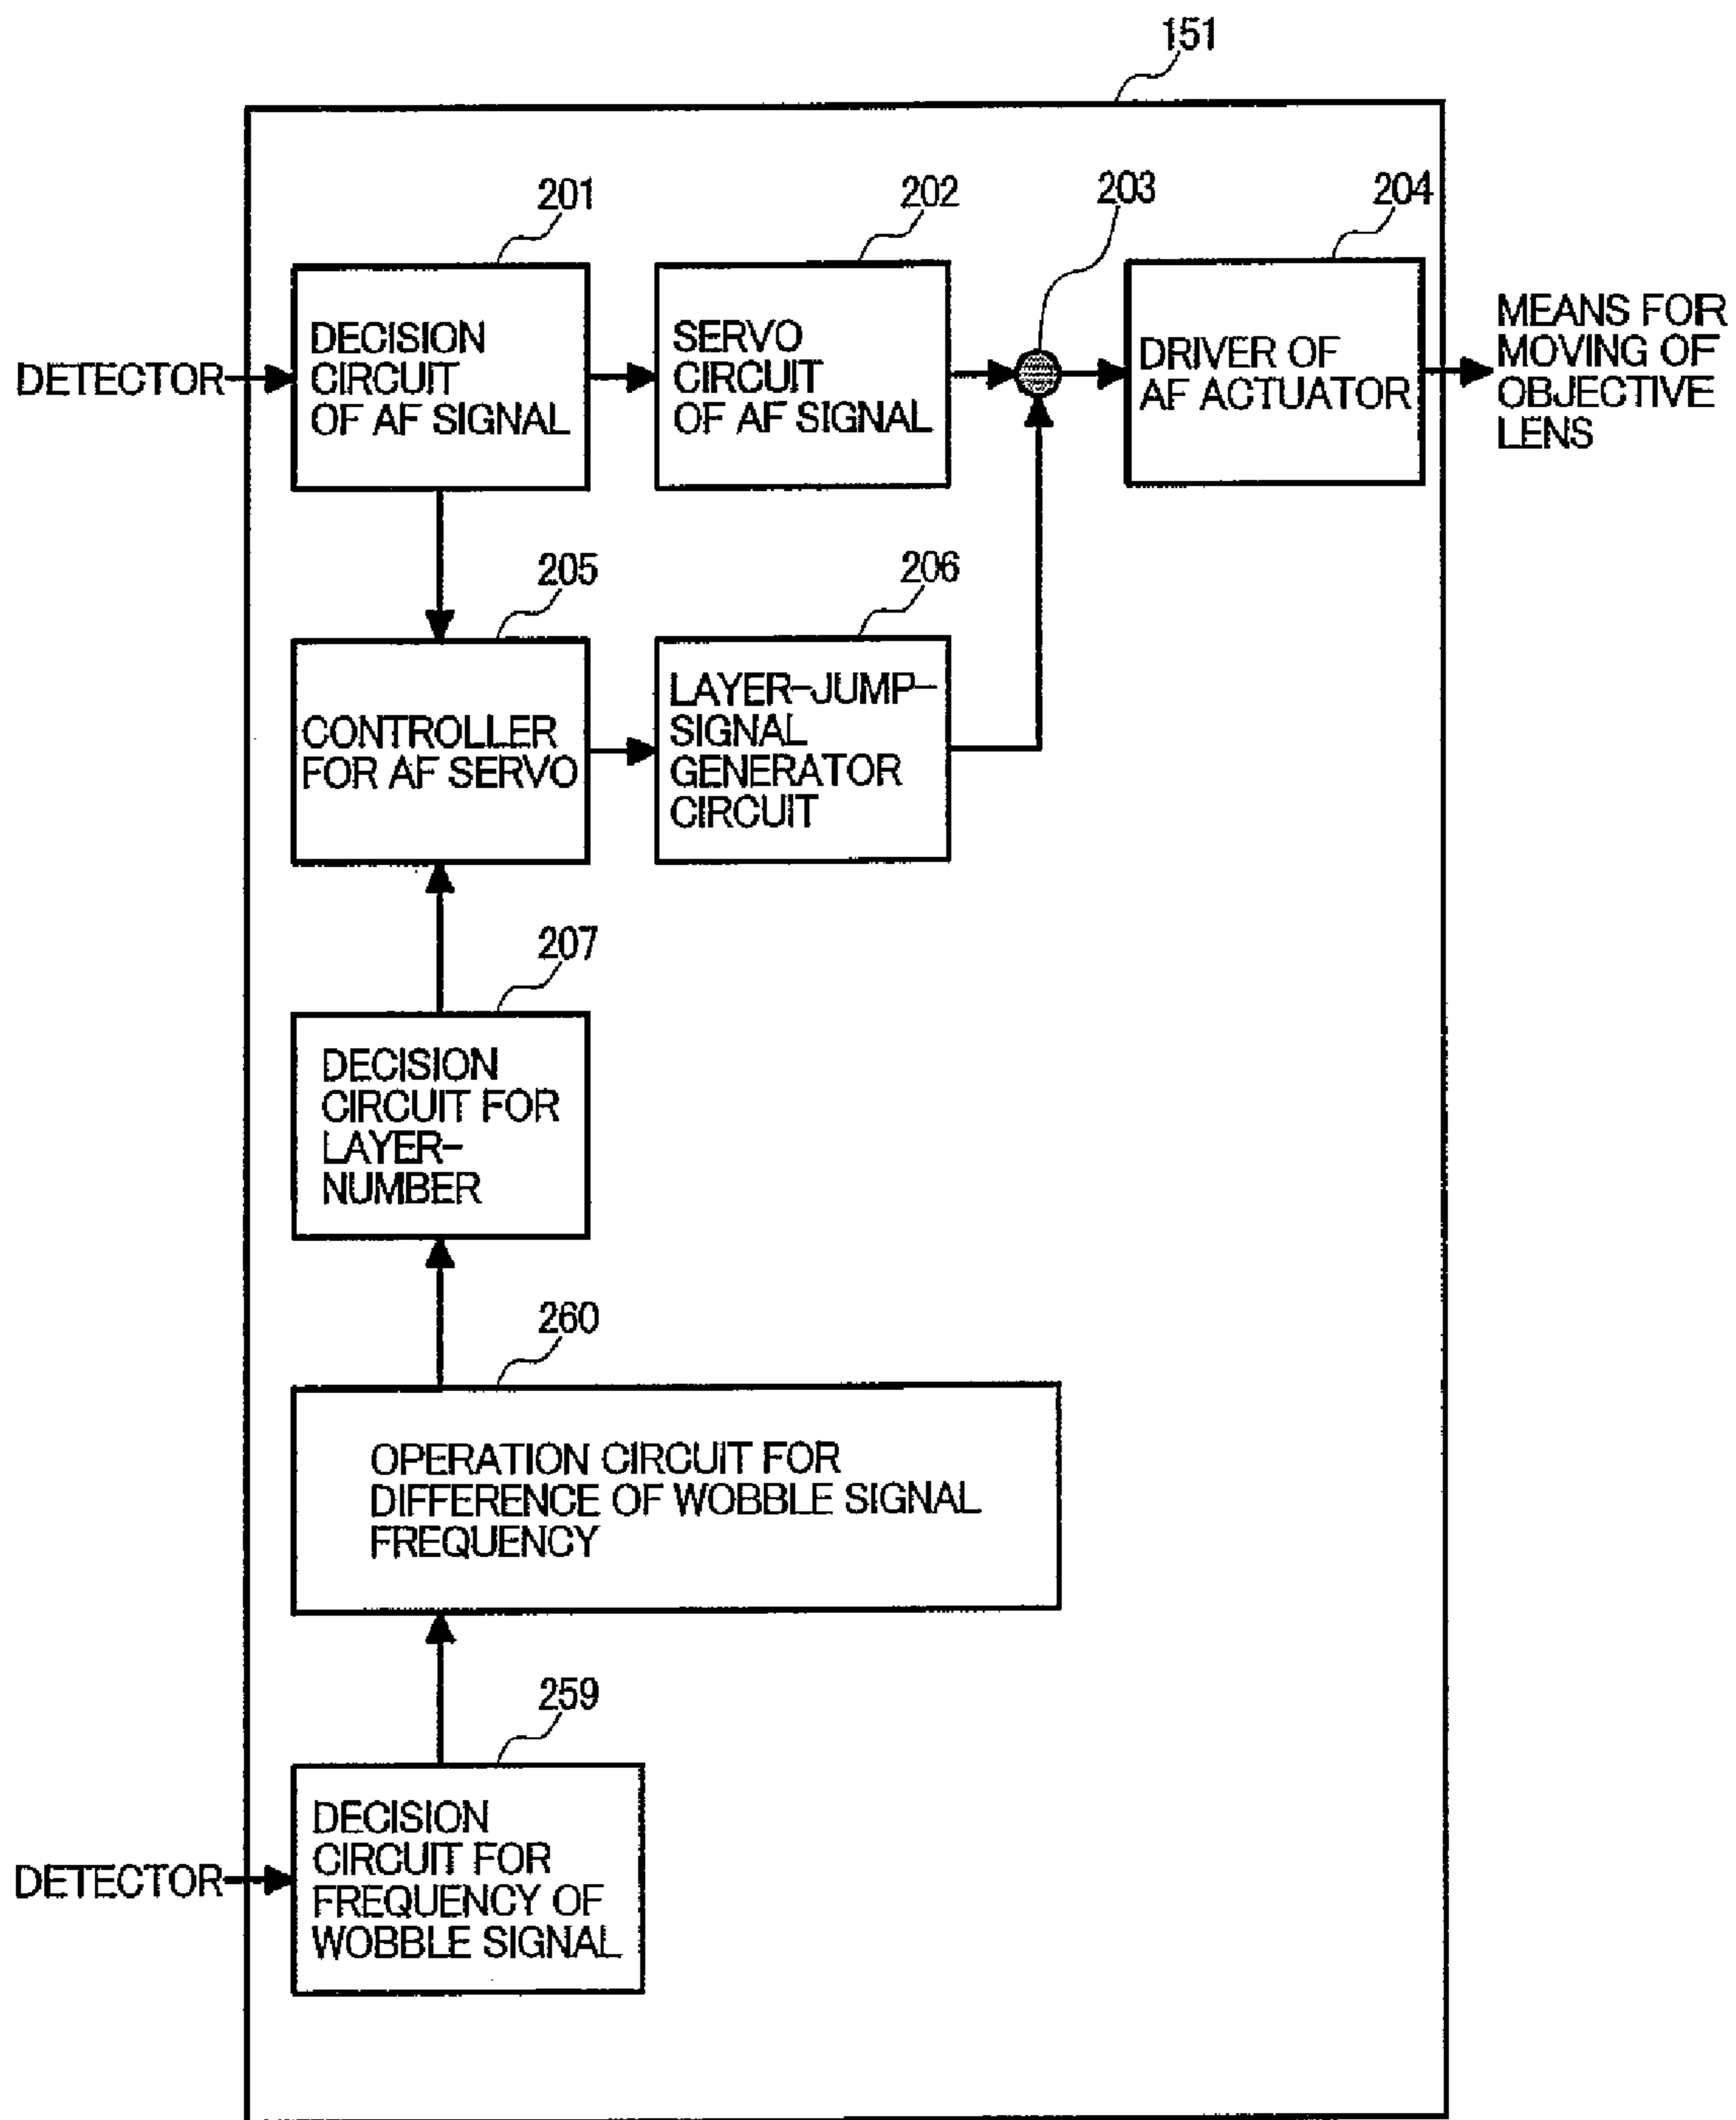 151
201
202
203
204
DETECTOR
DECISION
CIRCUIT
OF AF SIGNAL
SERVO
CIRCUIT
OF AF SIGNAL
DRIVER OF
AF ACTUATOR
MEANS FOR
MOVING OF
OBJECTIVE
LENS
205
206
CONTROLLER
FOR AF SERVO
LAYER-JUMP-
SIGNAL
GENERATOR
CIRCUIT
207
DECISION
CIRCUIT FOR
LAYER-
NUMBER
260
OPERATION CIRCUIT FOR
DIFFERENCE OF WOBBLE SIGNAL
FREQUENCY
259
DETECTOR
DECISION
CIRCUIT FOR
FREQUENCY OF
WOBBLE SIGNAL